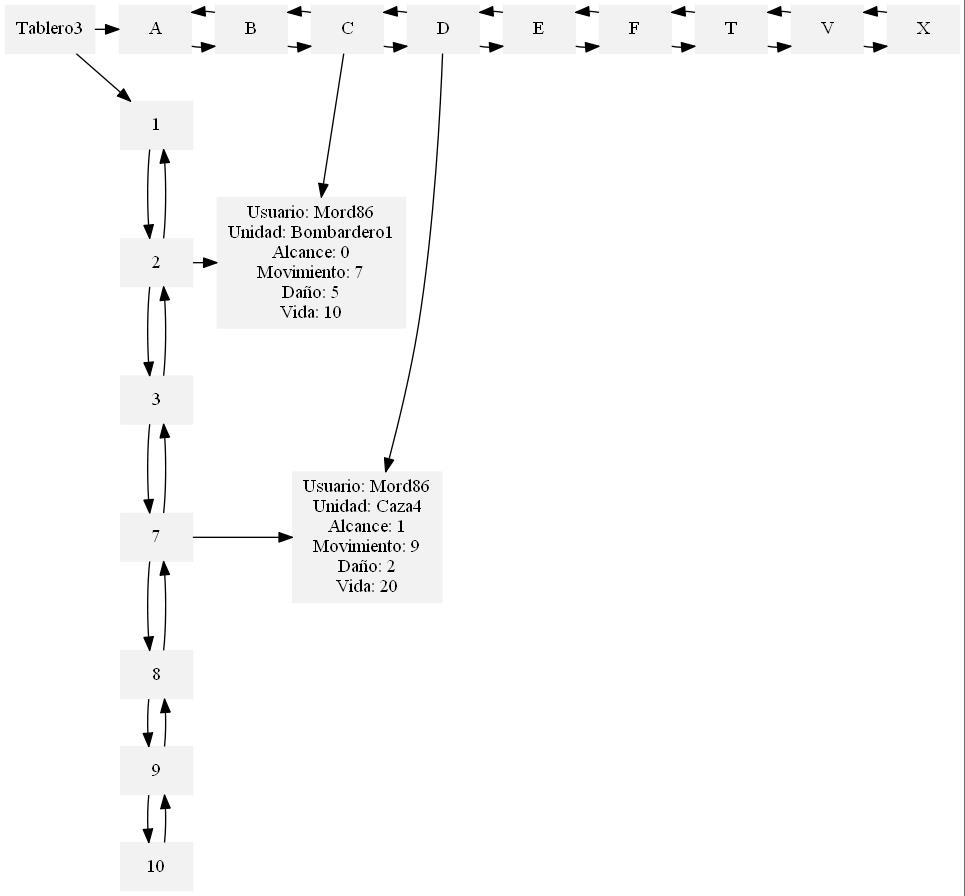 Tablero3 A B C D E F T V X
1
Usuario: Mord86
Unidad: Bombardero1
Alcance: 0
2
Movimiento: 7
Daño: 5
Vida: 10
3
Usuario: Mord86
Unidad: Caza4
Alcance: 1
7
Movimiento: 9
Daño: 2
Vida: 20
8
9
10